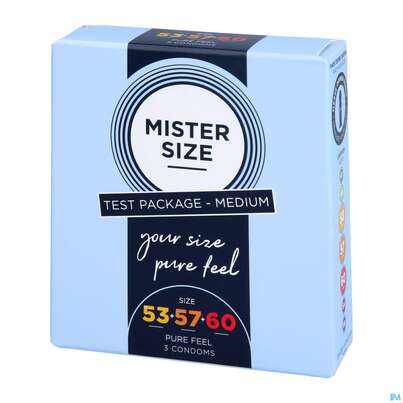 MISTER
SIZE
TEST PACKAGE - MEDIUM
your size
pure feel
SIZE
53+57+60
PURE FEEL
3 CONDOMS